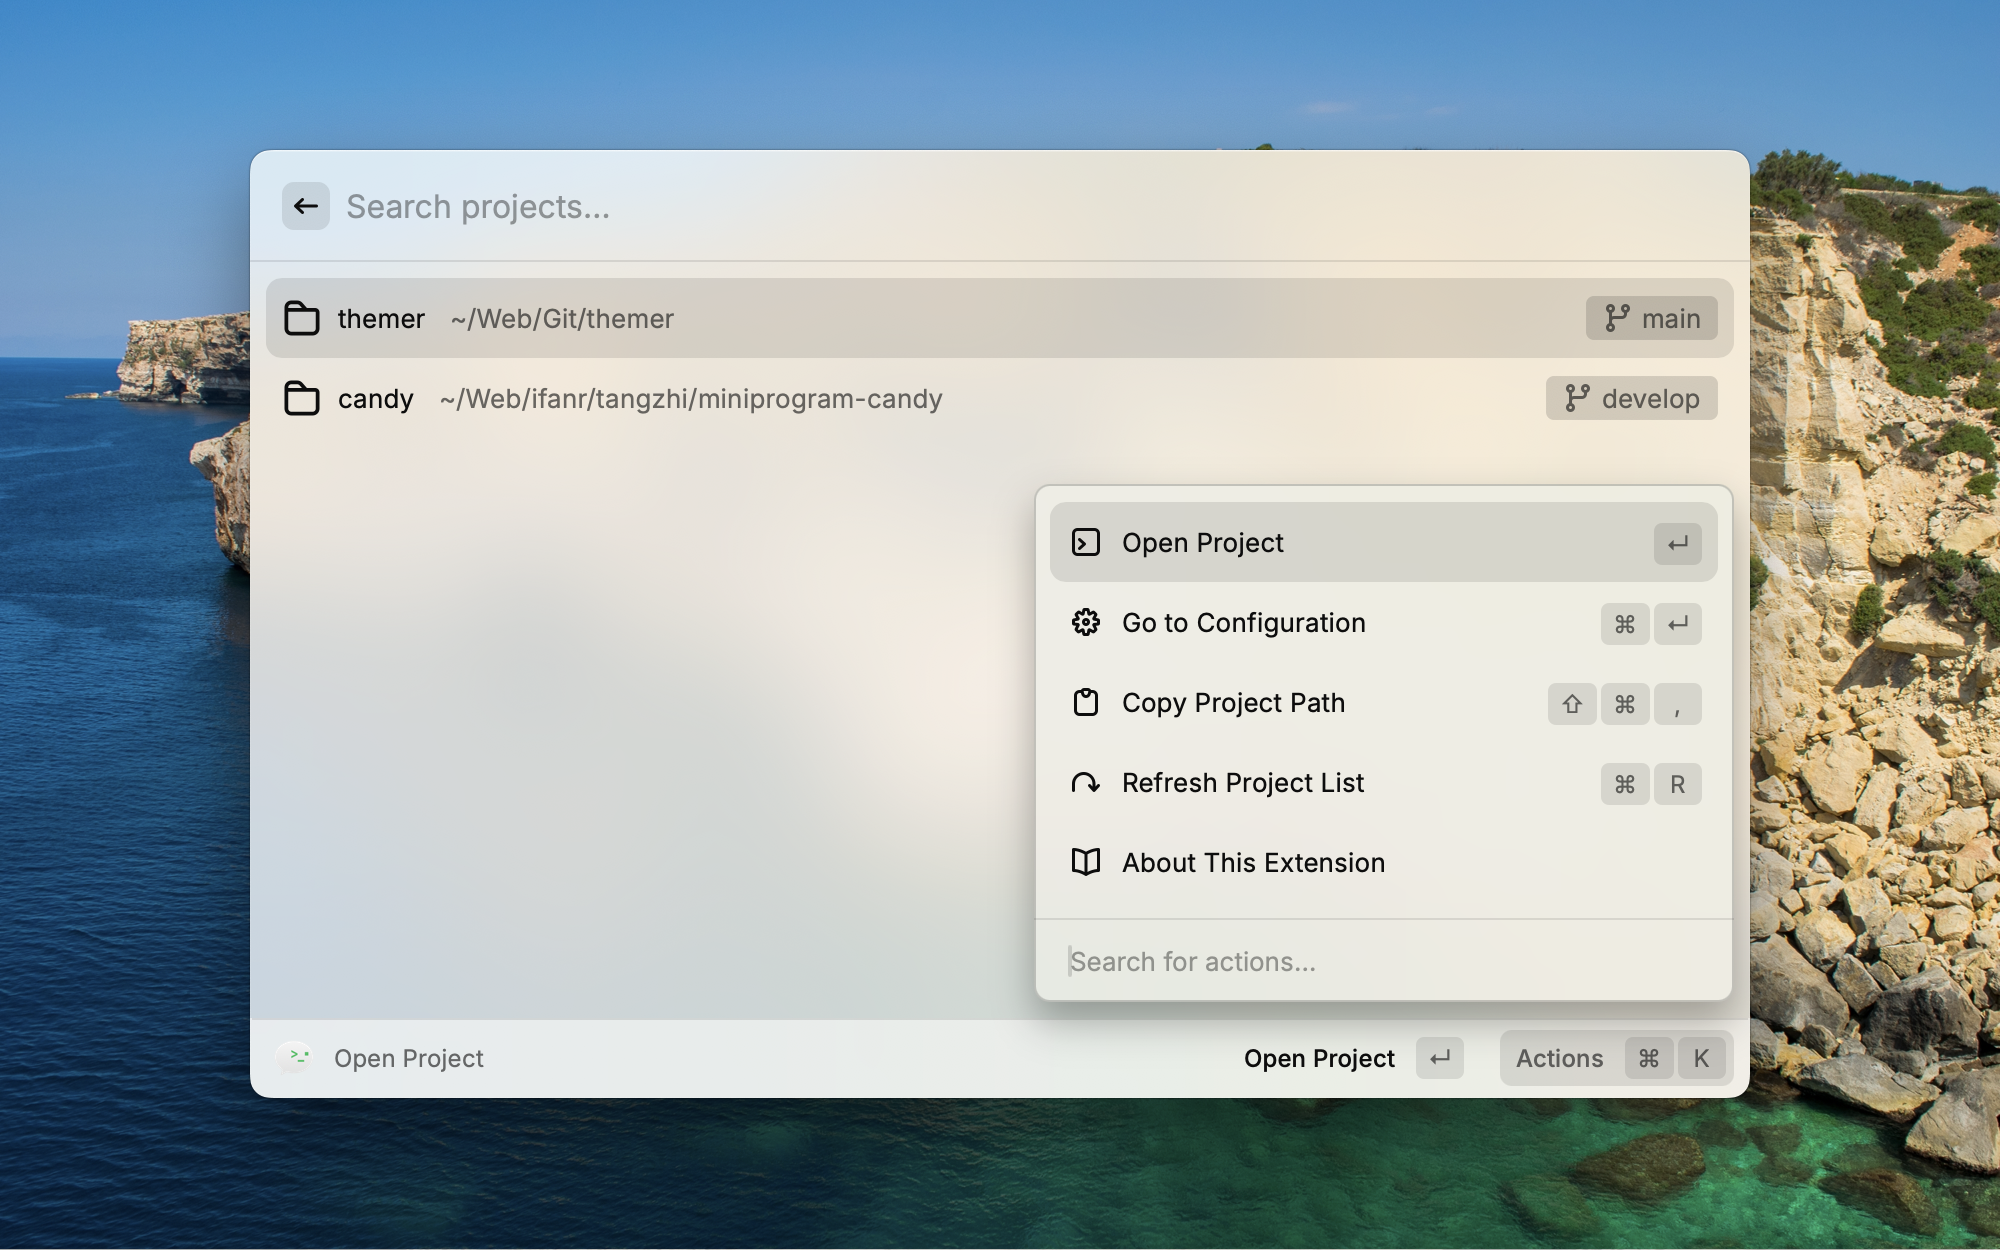 Search projects...
themer ~/Web/Git/themer main
candy ~/Web/ifanr/tangzhi/miniprogram-candy develop
Open Project ↵
Go to Configuration ⌘ ↵
Copy Project Path ⇧ ⌘ ,
Refresh Project List ⌘ R
About This Extension
Search for actions...
>_ Open Project Open Project ↵ Actions ⌘ K